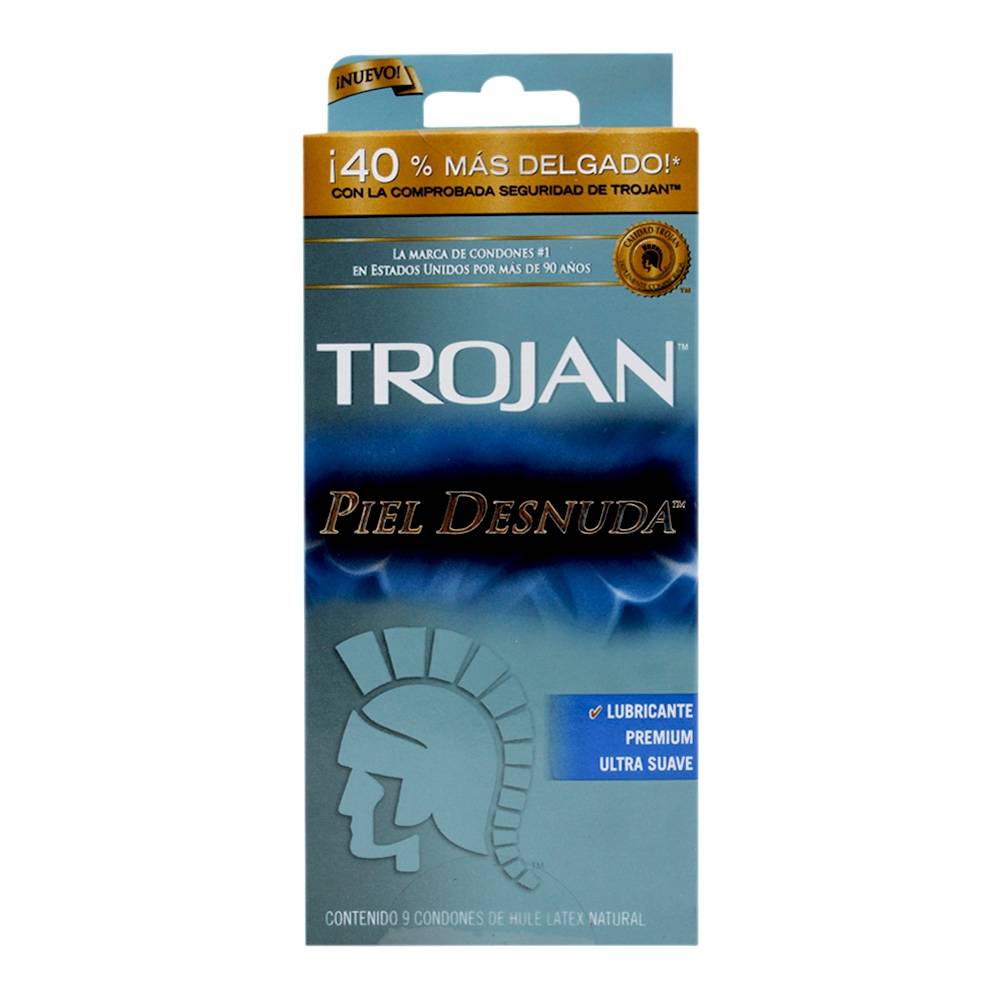 ¡NUEVO!
¡40 % MÁS DELGADO!*
CON LA COMPROBADA SEGURIDAD DE TROJAN™
LA MARCA DE CONDONES #1
EN ESTADOS UNIDOS POR MÁS DE 90 AÑOS
CALIDAD TROJAN
™
TROJAN™
PIEL DESNUDA™
LUBRICANTE
PREMIUM
ULTRA SUAVE
™
CONTENIDO 9 CONDONES DE HULE LATEX NATURAL